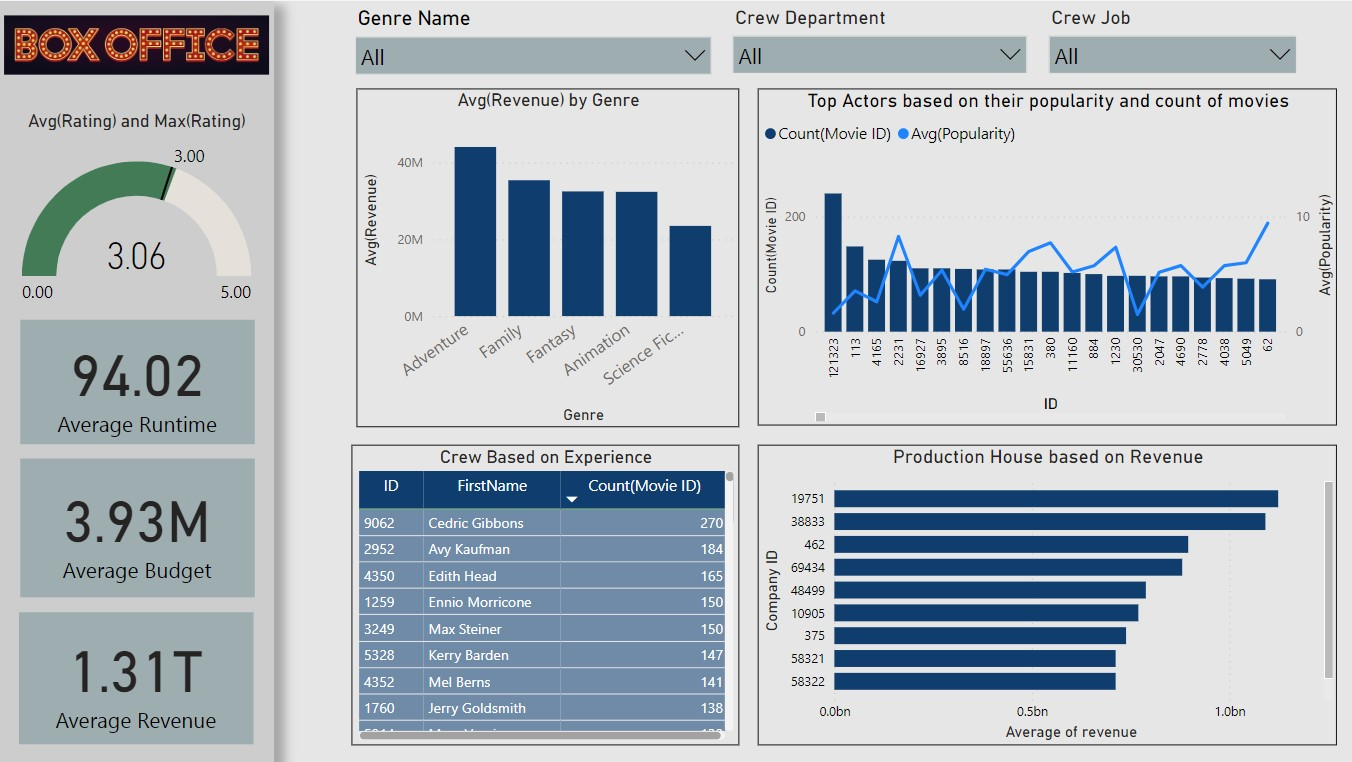 BOX OFFICE
Genre Name
All
Crew Department
All
Crew Job
All
Avg(Rating) and Max(Rating)
3.00
3.06
0.00
5.00
94.02
Average Runtime
3.93M
Average Budget
1.31T
Average Revenue
Avg(Revenue) by Genre
Avg(Revenue)
40M
20M
0M
Adventure
Family
Fantasy
Animation
Science Fic...
Genre
Top Actors based on their popularity and count of movies
Count(Movie ID) Avg(Popularity)
Count(Movie ID)
200
0
10
0
Avg(Popularity)
121323
113
4165
2231
16927
3895
8516
18897
55636
15831
380
11160
884
1230
30530
2047
4690
2778
4038
5049
62
ID
Crew Based on Experience
ID FirstName Count(Movie ID)
9062 Cedric Gibbons 270
2952 Avy Kaufman 184
4350 Edith Head 165
1259 Ennio Morricone 150
3249 Max Steiner 150
5328 Kerry Barden 147
4352 Mel Berns 141
1760 Jerry Goldsmith 138
Production House based on Revenue
Company ID
19751
38833
462
69434
48499
10905
375
58321
58322
0.0bn 0.5bn 1.0bn
Average of revenue